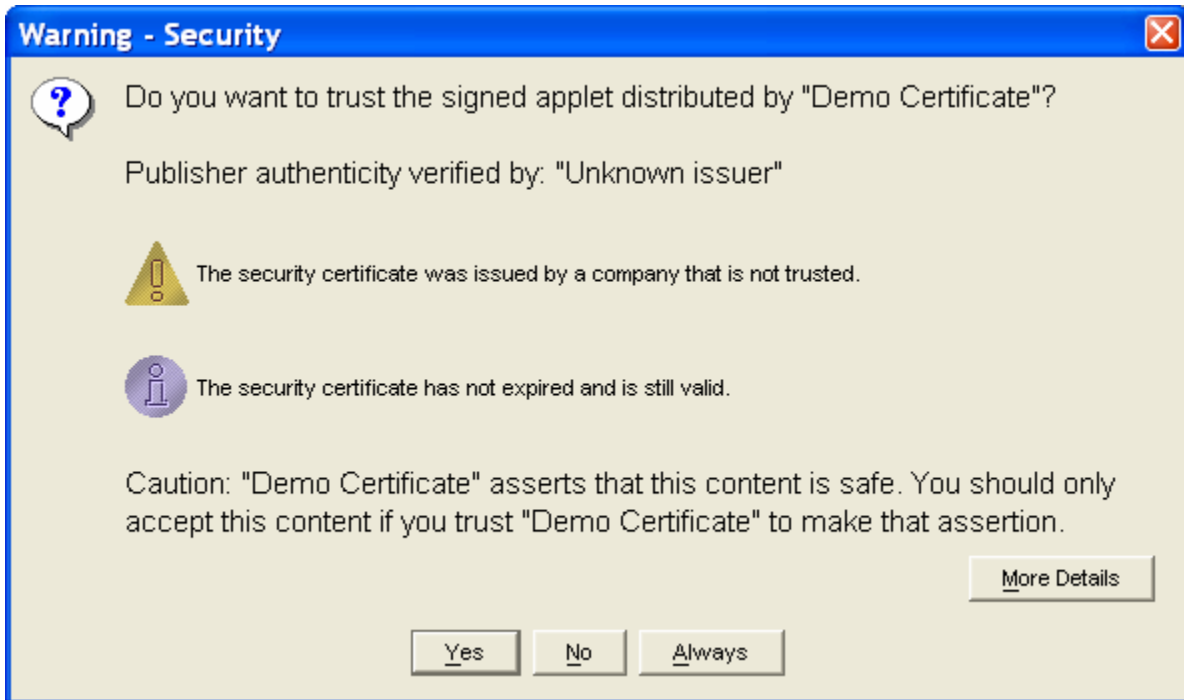 Warning - Security
Do you want to trust the signed applet distributed by "Demo Certificate"?
Publisher authenticity verified by: "Unknown issuer"
The security certificate was issued by a company that is not trusted.
The security certificate has not expired and is still valid.
Caution: "Demo Certificate" asserts that this content is safe. You should only
accept this content if you trust "Demo Certificate" to make that assertion.
More Details
Yes No Always